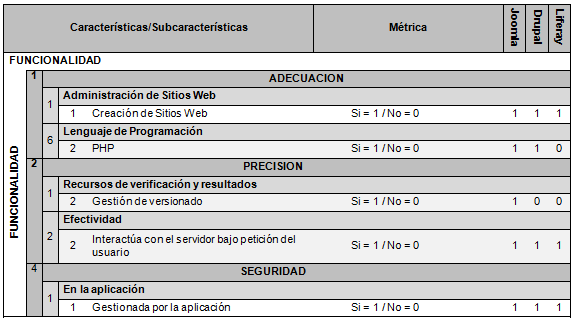 Características/Subcaracterísticas Métrica Joomla Drupal Liferay
FUNCIONALIDAD
FUNCIONALIDAD
1 ADECUACION
1 Administración de Sitios Web
1 Creación de Sitios Web Si = 1 / No = 0 1 1 1
6 Lenguaje de Programación
2 PHP Si = 1 / No = 0 1 1 0
2 PRECISION
1 Recursos de verificación y resultados
2 Gestión de versionado Si = 1 / No = 0 1 0 0
2 Efectividad
2 Interactúa con el servidor bajo petición del
usuario Si = 1 / No = 0 1 1 1
4 SEGURIDAD
1 En la aplicación
1 Gestionada por la aplicación Si = 1 / No = 0 1 1 1